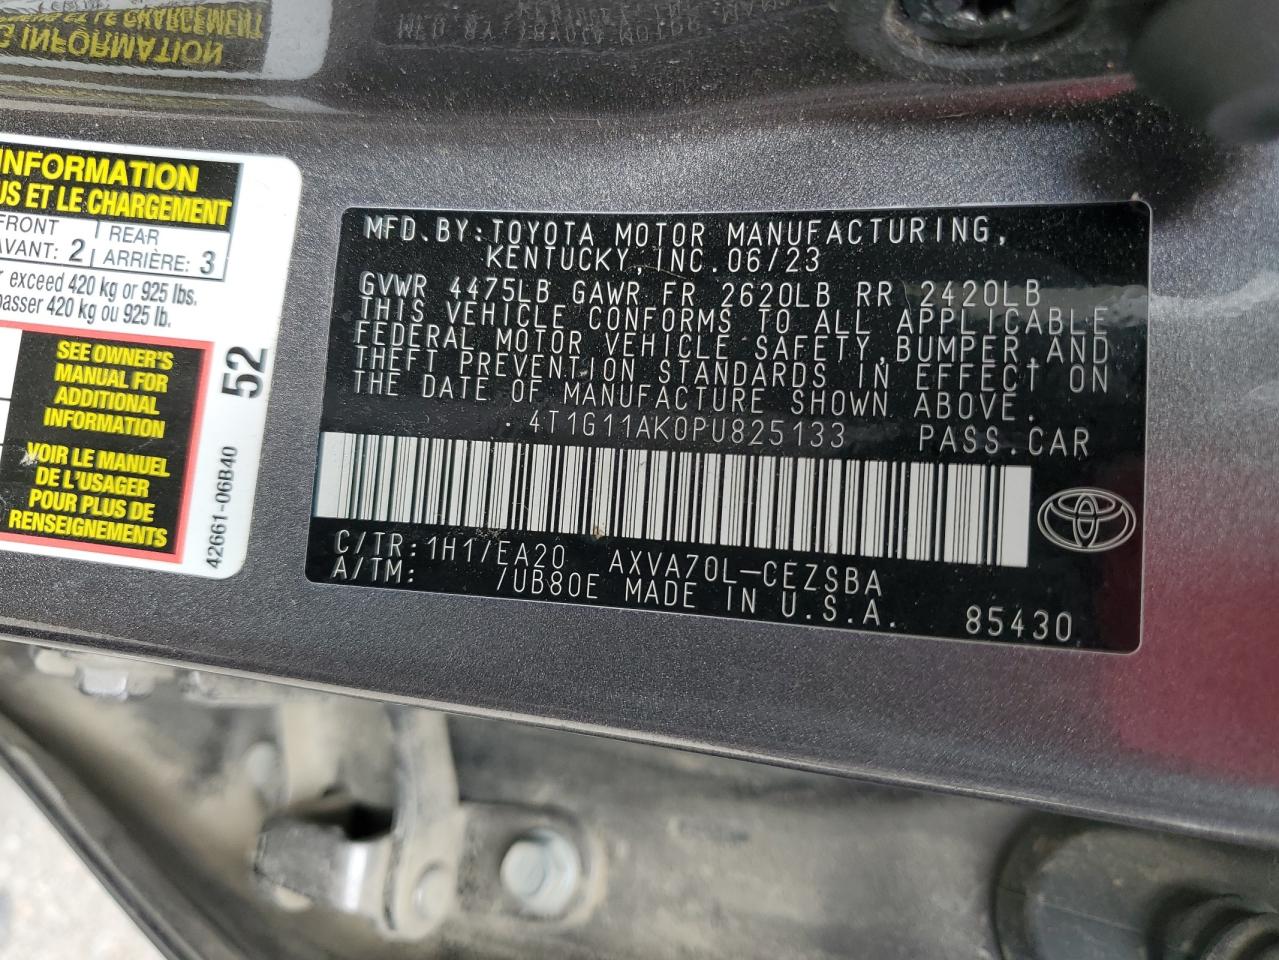 INFORMATION
US ET LE CHARGEMENT
FRONT
AVANT: 2
REAR
ARRIÈRE: 3
exceed 420 kg or 925 lbs.
passer 420 kg ou 925 lb.
SEE OWNER'S
MANUAL FOR
ADDITIONAL
INFORMATION
VOIR LE MANUEL
DE L'USAGER
POUR PLUS DE
RENSEIGNEMENTS
52
42661-06B40
MFD.BY:TOYOTA MOTOR MANUFACTURING,
KENTUCKY,INC.06/23
GVWR 4475LB GAWR FR 2620LB RR 2420LB
THIS VEHICLE CONFORMS TO ALL APPLICABLE
FEDERAL MOTOR VEHICLE SAFETY,BUMPER,AND
THEFT PREVENTION STANDARDS IN EFFECT ON
THE DATE OF MANUFACTURE SHOWN ABOVE.
4T1G11AK0PU825133 PASS.CAR
C/TR:1H1/EA20 AXVA70L-CEZSBA
A/TM: /UB80E MADE IN U.S.A. 85430